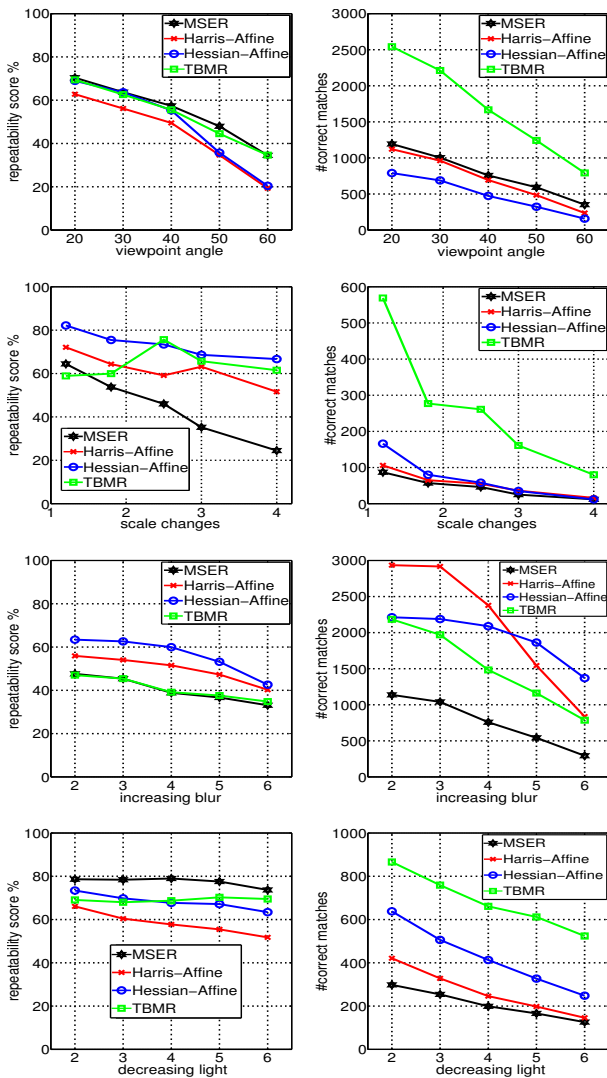 100
80
60
40
20
0
repeatability score %
MSER
Harris−Affine
Hessian−Affine
TBMR
20 30 40 50 60
viewpoint angle
3000
2500
2000
1500
1000
500
0
#correct matches
MSER
Harris−Affine
Hessian−Affine
TBMR
20 30 40 50 60
viewpoint angle
100
80
60
40
20
0
repeatability score %
MSER
Harris−Affine
Hessian−Affine
TBMR
1 2 3 4
scale changes
600
500
400
300
200
100
0
#correct matches
MSER
Harris−Affine
Hessian−Affine
TBMR
1 2 3 4
scale changes
100
80
60
40
20
0
repeatability score %
MSER
Harris−Affine
Hessian−Affine
TBMR
2 3 4 5 6
increasing blur
3000
2500
2000
1500
1000
500
0
#correct matches
MSER
Harris−Affine
Hessian−Affine
TBMR
2 3 4 5 6
increasing blur
100
80
60
40
20
0
repeatability score %
MSER
Harris−Affine
Hessian−Affine
TBMR
2 3 4 5 6
decreasing light
1000
800
600
400
200
0
#correct matches
MSER
Harris−Affine
Hessian−Affine
TBMR
2 3 4 5 6
decreasing light